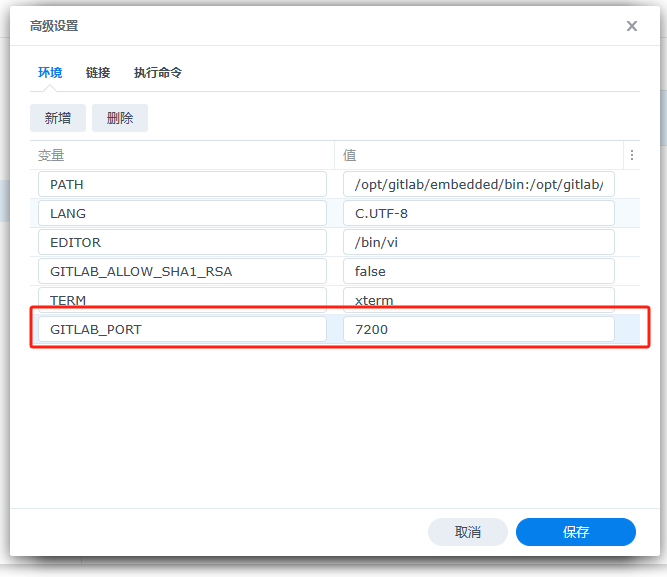 高级设置
环境 链接 执行命令
新增 删除
变量 值
PATH /opt/gitlab/embedded/bin:/opt/gitlab/
LANG C.UTF-8
EDITOR /bin/vi
GITLAB_ALLOW_SHA1_RSA false
TERM xterm
GITLAB_PORT 7200
取消 保存